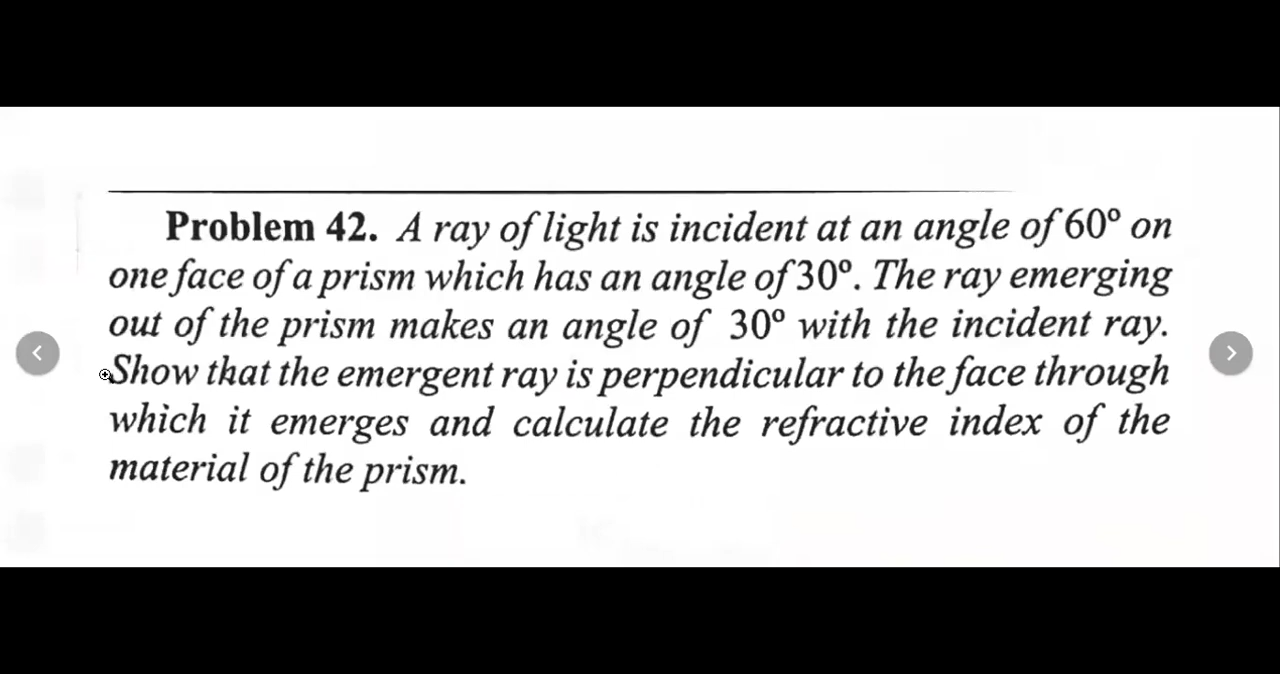 Problem 42. A ray of light is incident at an angle of 60° on
one face of a prism which has an angle of 30°. The ray emerging
out of the prism makes an angle of 30° with the incident ray.
Show that the emergent ray is perpendicular to the face through
which it emerges and calculate the refractive index of the
material of the prism.